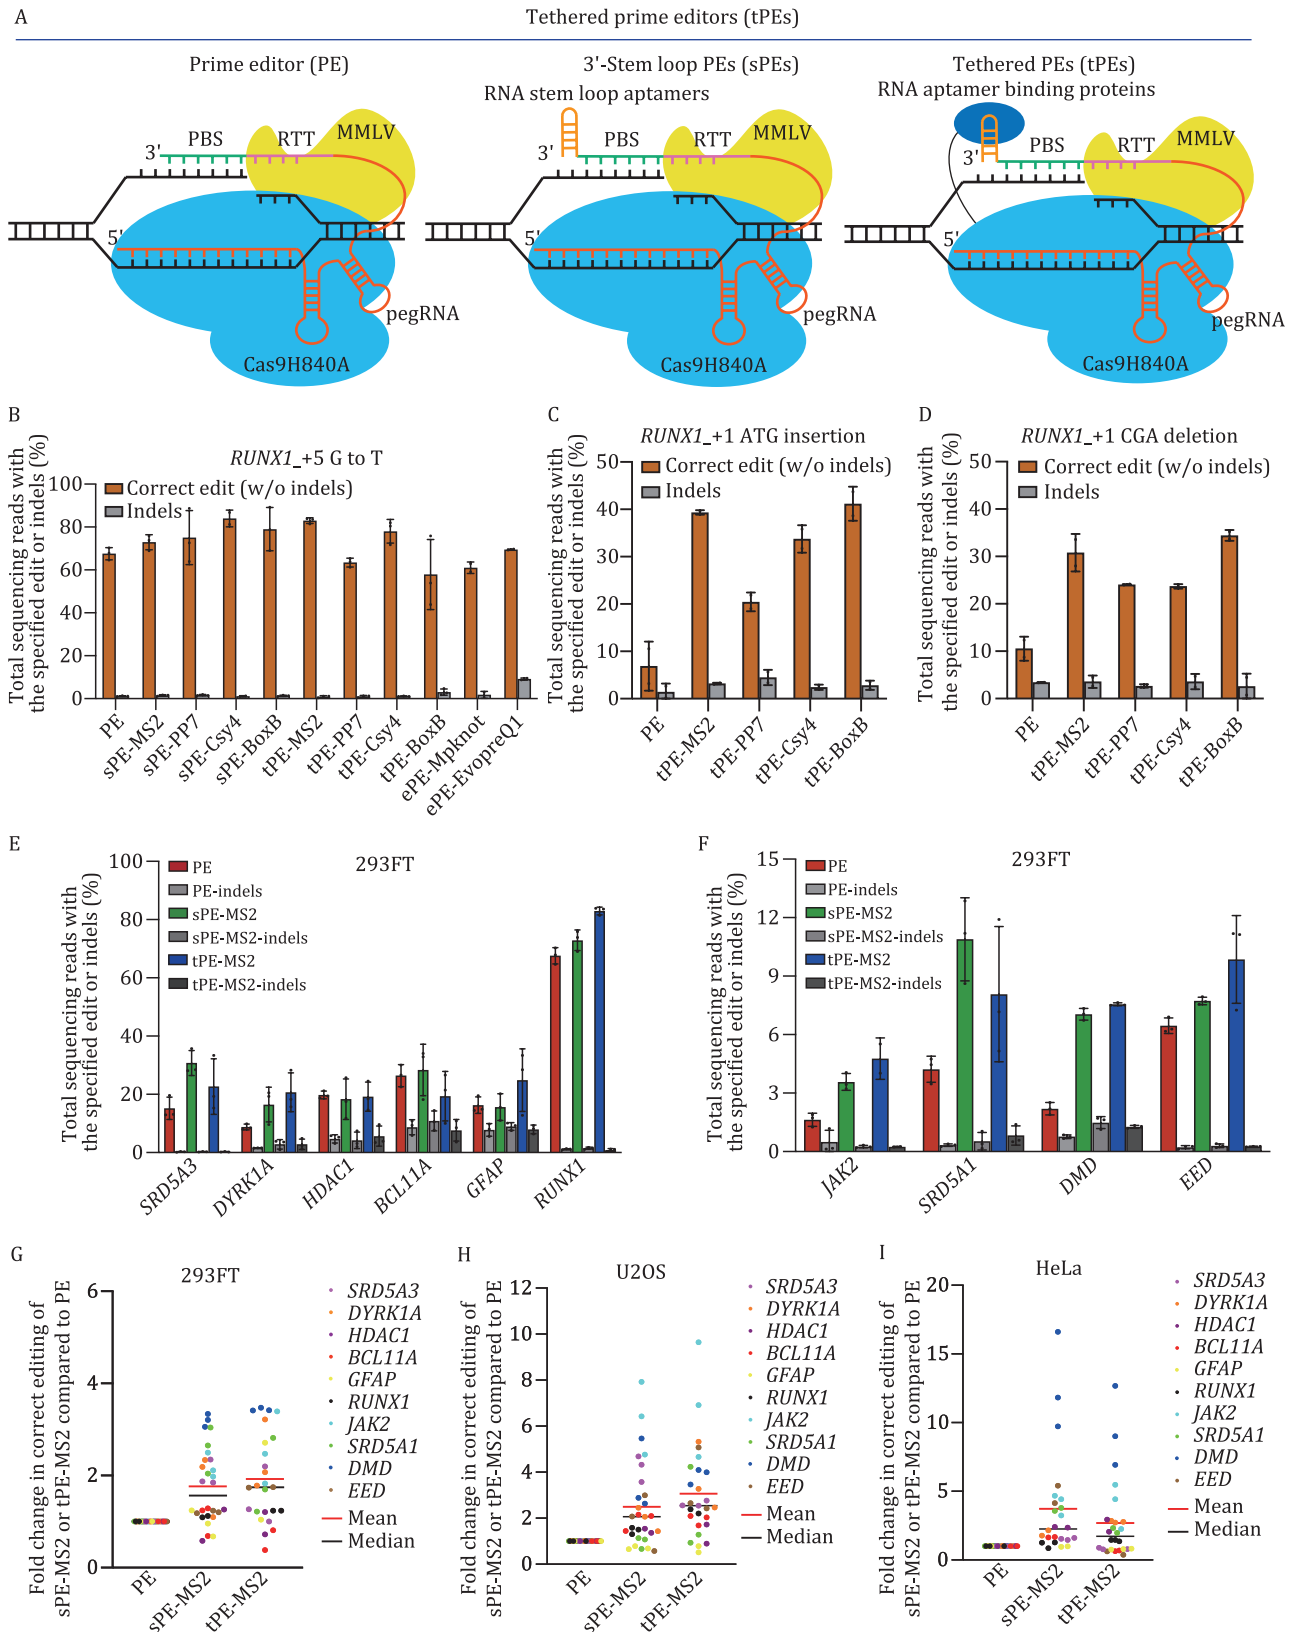 A
Tethered prime editors (tPEs)
Prime editor (PE)
3'-Stem loop PEs (sPEs)
Tethered PEs (tPEs)
RNA stem loop aptamers
RNA aptamer binding proteins
3'
PBS
RTT
MMLV
5'
pegRNA
Cas9H840A
3'
PBS
RTT
MMLV
5'
pegRNA
Cas9H840A
3'
PBS
RTT
MMLV
5'
pegRNA
Cas9H840A
B
RUNX1_+5 G to T
Total sequencing reads with
the specified edit or indels (%)
100
80
60
40
20
0
Correct edit (w/o indels)
Indels
PE
sPE-MS2
sPE-PP7
sPE-Csy4
sPE-BoxB
tPE-MS2
tPE-PP7
tPE-Csy4
tPE-BoxB
ePE-Mpknot
ePE-EvopreQ1
C
RUNX1_+1 ATG insertion
Total sequencing reads with
the specified edit or indels (%)
50
40
30
20
10
0
Correct edit (w/o indels)
Indels
PE
tPE-MS2
tPE-PP7
tPE-Csy4
tPE-BoxB
D
RUNX1_+1 CGA deletion
Total sequencing reads with
the specified edit or indels (%)
50
40
30
20
10
0
Correct edit (w/o indels)
Indels
PE
tPE-MS2
tPE-PP7
tPE-Csy4
tPE-BoxB
E
293FT
Total sequencing reads with
the specified edit or indels (%)
100
80
60
40
20
0
PE
PE-indels
sPE-MS2
sPE-MS2-indels
tPE-MS2
tPE-MS2-indels
SRD5A3
DYRK1A
HDAC1
BCL11A
GFAP
RUNX1
F
293FT
Total sequencing reads with
the specified edit or indels (%)
15
12
9
6
3
0
PE
PE-indels
sPE-MS2
sPE-MS2-indels
tPE-MS2
tPE-MS2-indels
JAK2
SRD5A1
DMD
EED
G
293FT
Fold change in correct editing of
sPE-MS2 or tPE-MS2 compared to PE
6
4
2
0
PE
sPE-MS2
tPE-MS2
SRD5A3
DYRK1A
HDAC1
BCL11A
GFAP
RUNX1
JAK2
SRD5A1
DMD
EED
Mean
Median
H
U2OS
Fold change in correct editing of
sPE-MS2 or tPE-MS2 compared to PE
12
10
8
6
4
2
0
PE
sPE-MS2
tPE-MS2
SRD5A3
DYRK1A
HDAC1
BCL11A
GFAP
RUNX1
JAK2
SRD5A1
DMD
EED
Mean
Median
I
HeLa
Fold change in correct editing of
sPE-MS2 or tPE-MS2 compared to PE
20
15
10
5
0
PE
sPE-MS2
tPE-MS2
SRD5A3
DYRK1A
HDAC1
BCL11A
GFAP
RUNX1
JAK2
SRD5A1
DMD
EED
Mean
Median